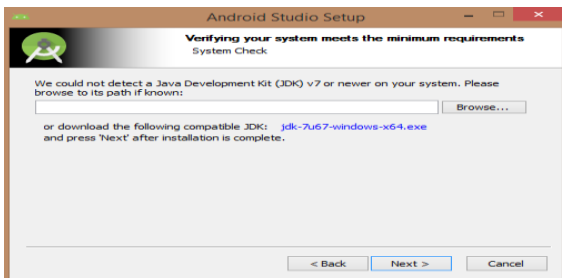 Android Studio Setup
Verifying your system meets the minimum requirements
System Check
We could not detect a Java Development Kit (JDK) v7 or newer on your system. Please
browse to its path if known:
Browse...
or download the following compatible JDK: jdk-7u67-windows-x64.exe
and press 'Next' after installation is complete.
< Back Next > Cancel